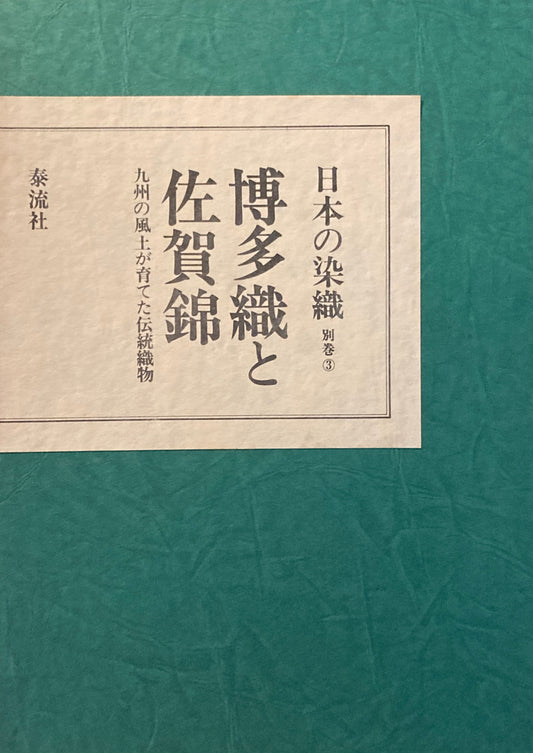 日本の染織 別巻③
博多織と
佐賀錦
九州の風土が育てた伝統織物
泰流社